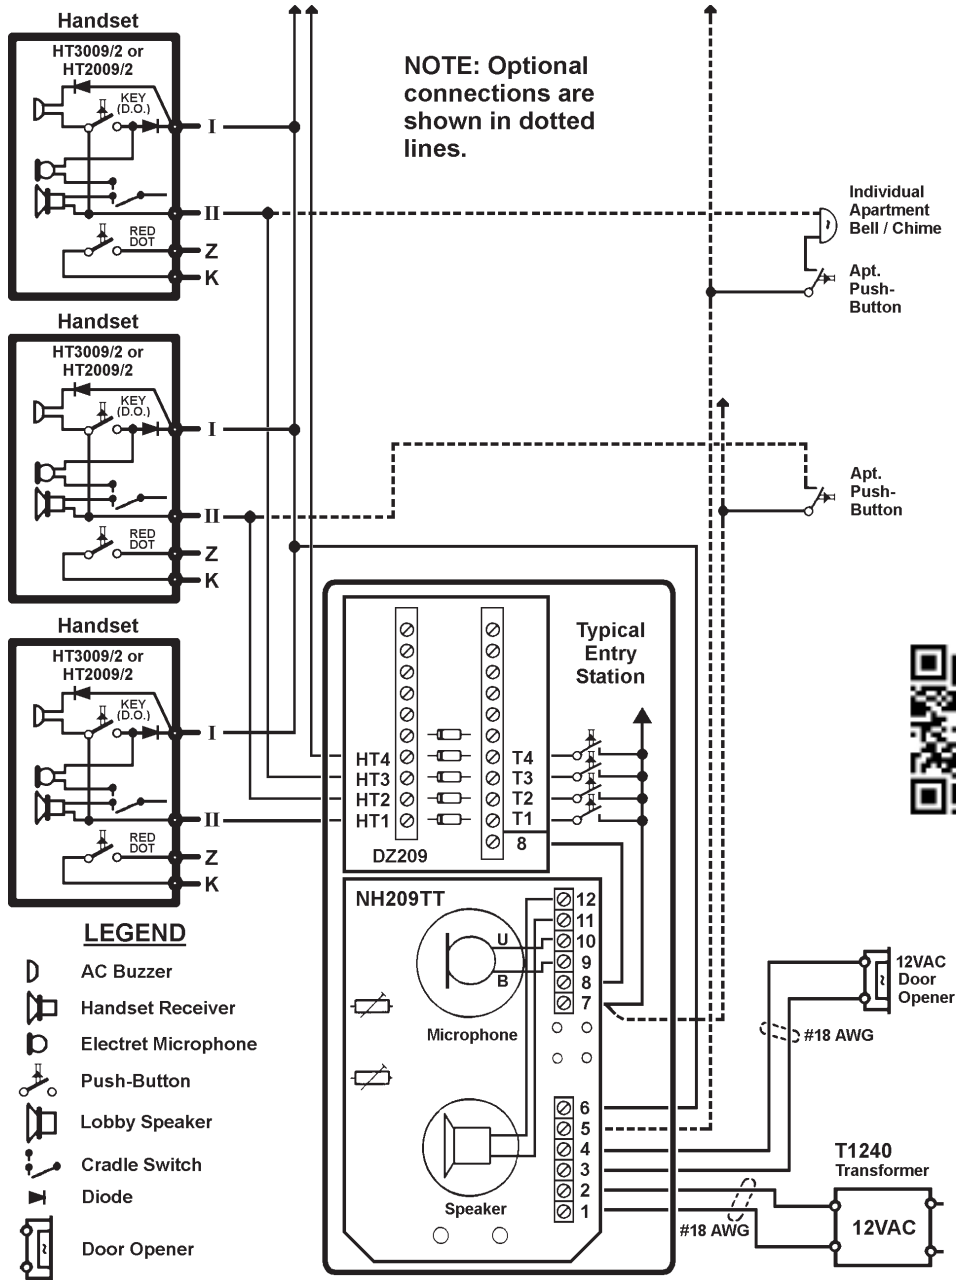 Handset
HT3009/2 or
HT2009/2
KEY
(D.O.)
I
II
RED
DOT
Z
K
NOTE: Optional
connections are
shown in dotted
lines.
Individual
Apartment
Bell / Chime
Apt.
Push-
Button
Handset
HT3009/2 or
HT2009/2
KEY
(D.O.)
I
II
RED
DOT
Z
K
Apt.
Push-
Button
Handset
HT3009/2 or
HT2009/2
KEY
(D.O.)
I
II
RED
DOT
Z
K
Typical
Entry
Station
HT4
HT3
HT2
HT1
T4
T3
T2
T1
8
DZ209
NH209TT
12
11
10
9
8
7
U
B
Microphone
6
5
4
3
2
1
Speaker
12VAC
Door
Opener
#18 AWG
T1240
Transformer
12VAC
#18 AWG
LEGEND
AC Buzzer
Handset Receiver
Electret Microphone
Push-Button
Lobby Speaker
Cradle Switch
Diode
Door Opener